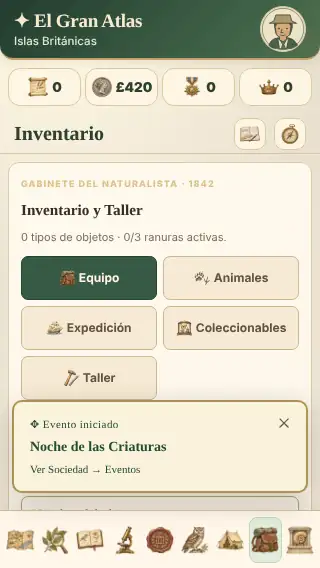 ✦ El Gran Atlas
Islas Británicas
0
£420
0
0
Inventario
GABINETE DEL NATURALISTA · 1842
Inventario y Taller
0 tipos de objetos · 0/3 ranuras activas.
Equipo
Animales
Expedición
Coleccionables
Taller
✥ Evento iniciado
Noche de las Criaturas
Ver Sociedad → Eventos